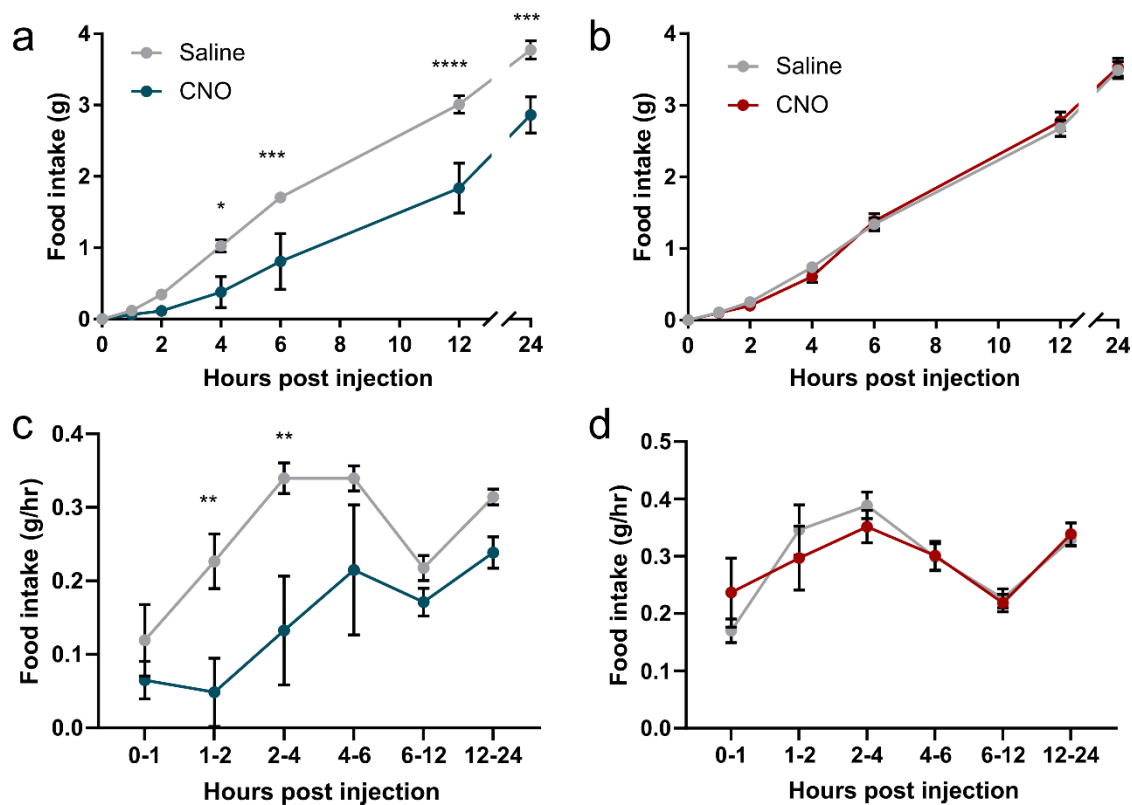 a
Saline
CNO
* *** **** ***
Food intake (g)
4
3
2
1
0
0 2 4 6 8 10 12 24
Hours post injection
b
Saline
CNO
Food intake (g)
4
3
2
1
0
0 2 4 6 8 10 12 24
Hours post injection
c
** **
Food intake (g/hr)
0.4
0.3
0.2
0.1
0.0
0-1 1-2 2-4 4-6 6-12 12-24
Hours post injection
d
Food intake (g/hr)
0.5
0.4
0.3
0.2
0.1
0.0
0-1 1-2 2-4 4-6 6-12 12-24
Hours post injection